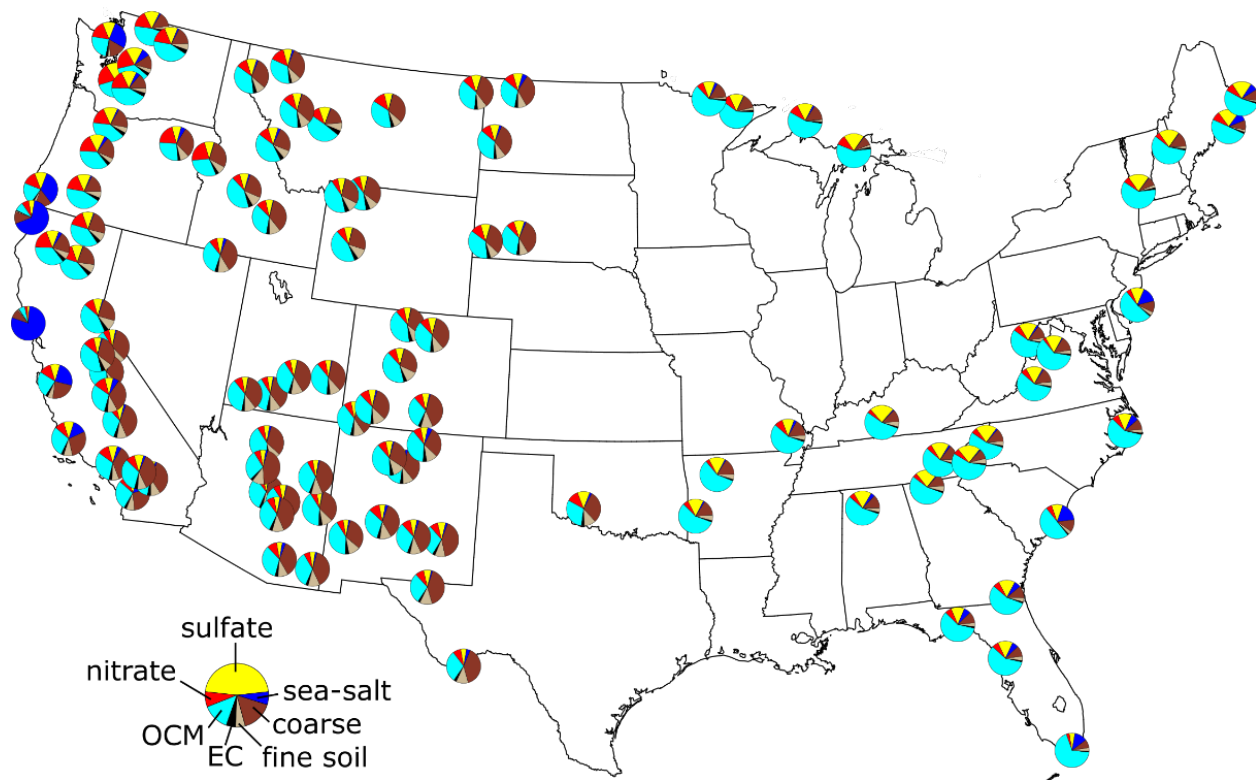 sulfate
nitrate
sea-salt
OCM
coarse
EC
fine soil